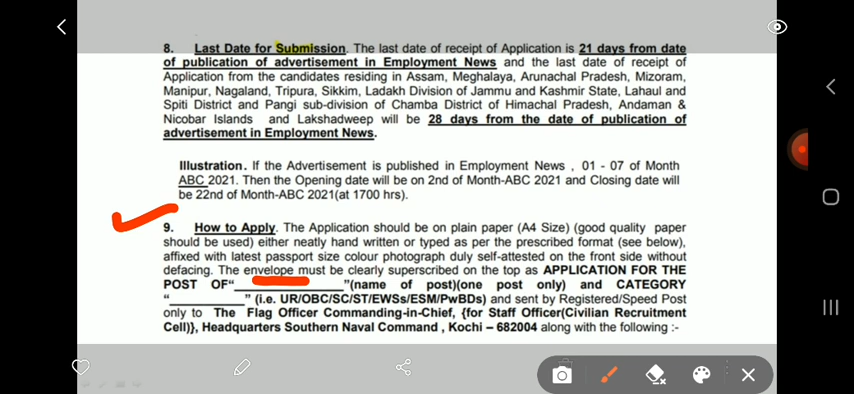 8. Last Date for Submission. The last date of receipt of Application is 21 days from date
of publication of advertisement in Employment News and the last date of receipt of
Application from the candidates residing in Assam, Meghalaya, Arunachal Pradesh, Mizoram,
Manipur, Nagaland, Tripura, Sikkim, Ladakh Division of Jammu and Kashmir State, Lahaul and
Spiti District and Pangi sub-division of Chamba District of Himachal Pradesh, Andaman &
Nicobar Islands and Lakshadweep will be 28 days from the date of publication of
advertisement in Employment News.
Illustration. If the Advertisement is published in Employment News , 01 - 07 of Month
ABC 2021. Then the Opening date will be on 2nd of Month-ABC 2021 and Closing date will
be 22nd of Month-ABC 2021(at 1700 hrs).
9. How to Apply. The Application should be on plain paper (A4 Size) (good quality paper
should be used) either neatly hand written or typed as per the prescribed format (see below),
affixed with latest passport size colour photograph duly self-attested on the front side without
defacing. The envelope must be clearly superscribed on the top as APPLICATION FOR THE
POST OF“________________”(name of post)(one post only) and CATEGORY
“___________” (i.e. UR/OBC/SC/ST/EWSs/ESM/PwBDs) and sent by Registered/Speed Post
only to The Flag Officer Commanding-in-Chief, {for Staff Officer(Civilian Recruitment
Cell)}, Headquarters Southern Naval Command , Kochi – 682004 along with the following :-